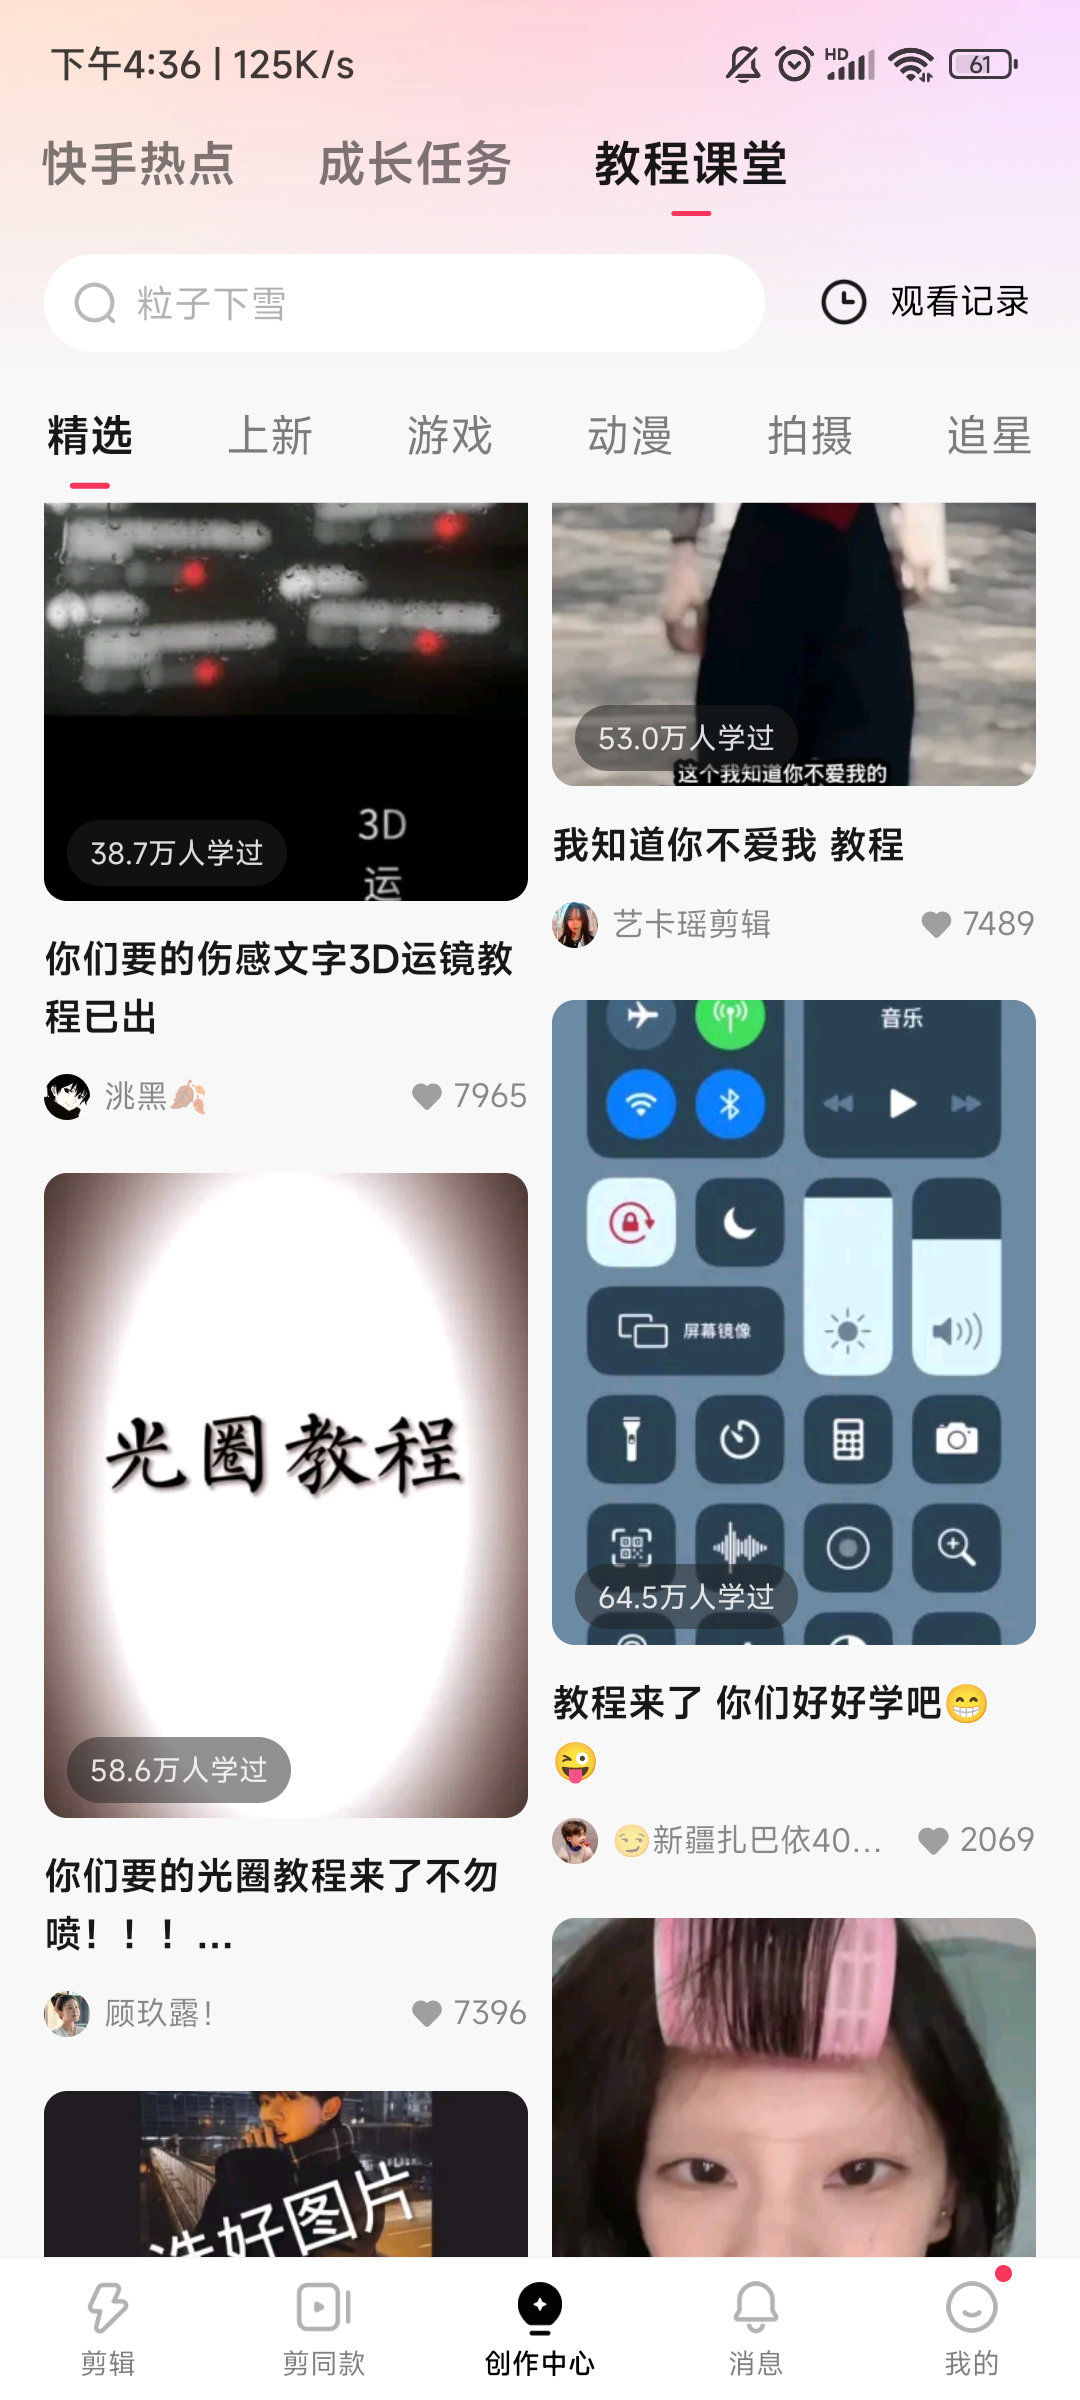 下午4:36 | 125K/s
HD
61
快手热点 成长任务 教程课堂
粒子下雪
观看记录
精选 上新 游戏 动漫 拍摄 追星
3D
运
38.7万人学过
你们要的伤感文字3D运镜教
程已出
洮黑🍂
7965
光圈教程
58.6万人学过
你们要的光圈教程来了不勿
喷！！！...
顾玖露！
7396
选好图片
53.0万人学过
这个我知道你不爱我的
我知道你不爱我 教程
艺卡瑶剪辑
7489
音乐
屏幕镜像
64.5万人学过
教程来了 你们好好学吧😁
😜
😏新疆扎巴依40...
2069
剪辑 剪同款 创作中心 消息 我的